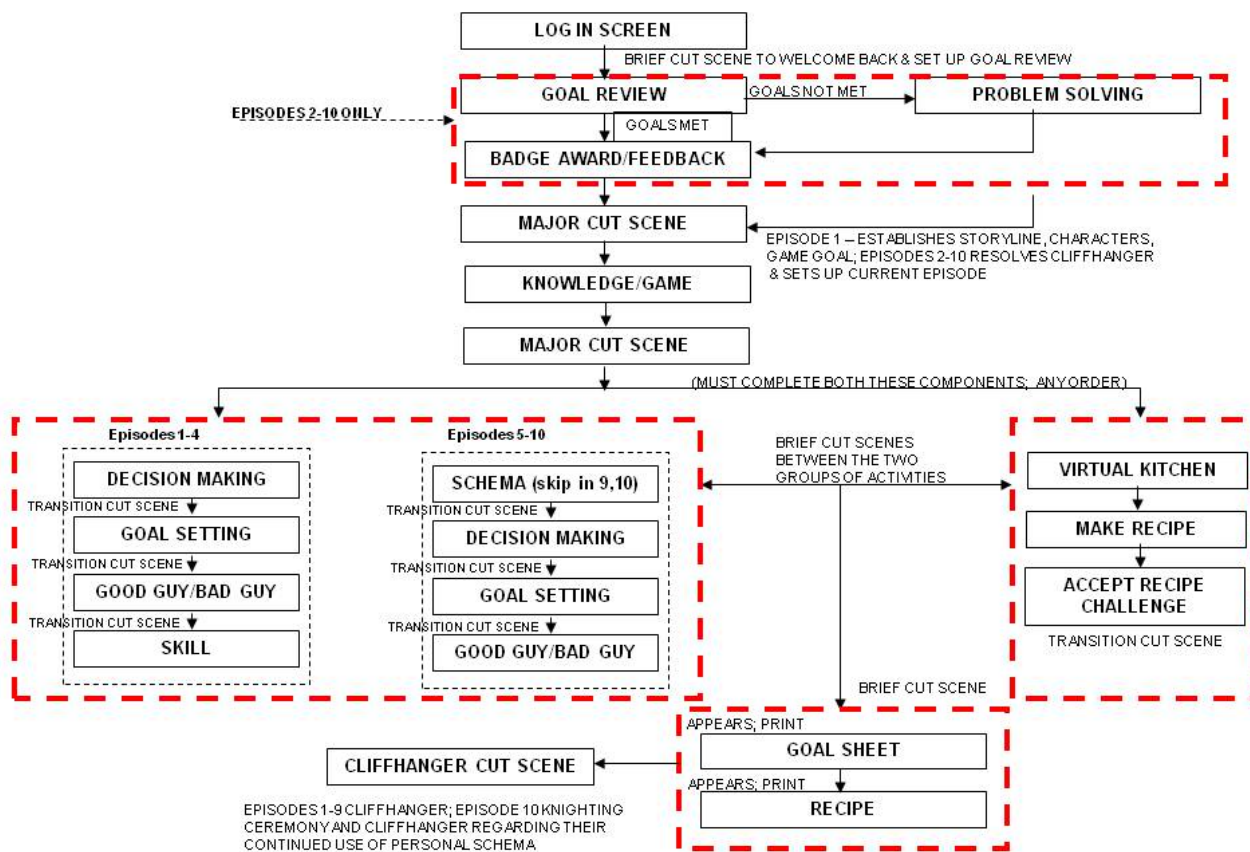 LOG IN SCREEN
BRIEF CUT SCENE TO WELCOME BACK & SET UP GOAL REVIEW
GOAL REVIEW
GOALS NOT MET
PROBLEM SOLVING
EPISODES 2-10 ONLY
GOALS MET
BADGE AWARD/FEEDBACK
MAJOR CUT SCENE
EPISODE 1 – ESTABLISHES STORYLINE, CHARACTERS,
GAME GOAL; EPISODES 2-10 RESOLVES CLIFFHANGER
& SETS UP CURRENT EPISODE
KNOWLEDGE/GAME
MAJOR CUT SCENE
(MUST COMPLETE BOTH THESE COMPONENTS; ANY ORDER)
Episodes 1-4
DECISION MAKING
TRANSITION CUT SCENE
GOAL SETTING
TRANSITION CUT SCENE
GOOD GUY/BAD GUY
TRANSITION CUT SCENE
SKILL
Episodes 5-10
SCHEMA (skip in 9,10)
TRANSITION CUT SCENE
DECISION MAKING
TRANSITION CUT SCENE
GOAL SETTING
TRANSITION CUT SCENE
GOOD GUY/BAD GUY
BRIEF CUT SCENES
BETWEEN THE TWO
GROUPS OF ACTIVITIES
VIRTUAL KITCHEN
MAKE RECIPE
ACCEPT RECIPE
CHALLENGE
TRANSITION CUT SCENE
BRIEF CUT SCENE
APPEARS; PRINT
GOAL SHEET
APPEARS; PRINT
RECIPE
CLIFFHANGER CUT SCENE
EPISODES 1-9 CLIFFHANGER; EPISODE 10 KNIGHTING
CEREMONY AND CLIFFHANGER REGARDING THEIR
CONTINUED USE OF PERSONAL SCHEMA